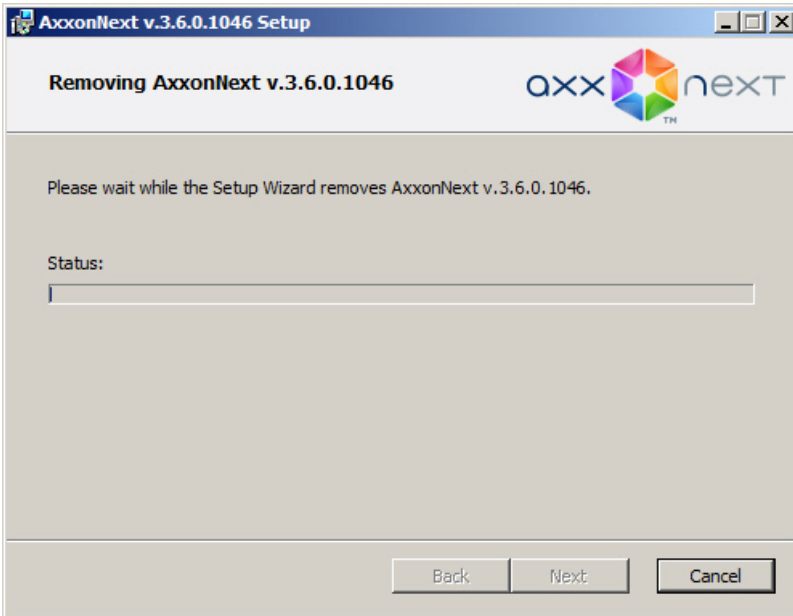 AxxonNext v.3.6.0.1046 Setup
Removing AxxonNext v.3.6.0.1046
axx next
TM
Please wait while the Setup Wizard removes AxxonNext v.3.6.0.1046.
Status:
Back
Next
Cancel